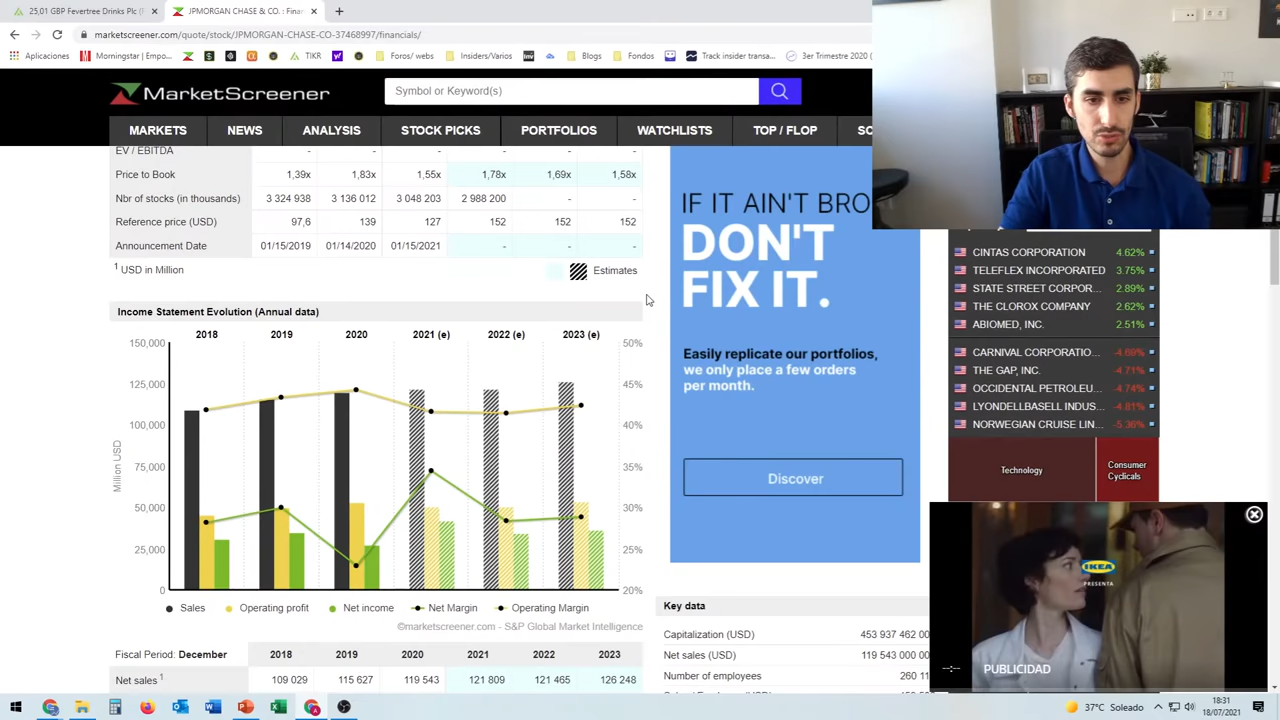 25,01 GBP Fevertree Drinks Plc (
JPMORGAN CHASE & CO. : Finan
marketscreener.com/quote/stock/JPMORGAN-CHASE-CO-37468997/financials/
Aplicaciones
Morningstar | Empo...
TIKR
Foros/ webs
Insiders/Varios
Blogs
Fondos
Track insider transa...
3er Trimestre 2020 (
MarketScreener
Symbol or Keyword(s)
MARKETS NEWS ANALYSIS STOCK PICKS PORTFOLIOS WATCHLISTS TOP / FLOP SC
EV / EBITDA - - - - - -
Price to Book 1,39x 1,83x 1,55x 1,78x 1,69x 1,58x
Nbr of stocks (in thousands) 3 324 938 3 136 012 3 048 203 2 988 200 - -
Reference price (USD) 97,6 139 127 152 152 152
Announcement Date 01/15/2019 01/14/2020 01/15/2021 - - -
1 USD in Million
Estimates
Income Statement Evolution (Annual data)
2018 2019 2020 2021 (e) 2022 (e) 2023 (e)
150,000 50%
125,000 45%
100,000 40%
75,000 35%
50,000 30%
25,000 25%
0 20%
Million USD
Sales Operating profit Net income Net Margin Operating Margin
©marketscreener.com - S&P Global Market Intelligence
Fiscal Period: December 2018 2019 2020 2021 2022 2023
Net sales 1 109 029 115 627 119 543 121 809 121 465 126 248
IF IT AIN'T BRO
DON'T
FIX IT.
Easily replicate our portfolios,
we only place a few orders
per month.
Discover
Key data
Capitalization (USD) 453 937 462 00
Net sales (USD) 119 543 000 00
Number of employees 260 11
CINTAS CORPORATION 4.62%
TELEFLEX INCORPORATED 3.75%
STATE STREET CORPOR... 2.89%
THE CLOROX COMPANY 2.62%
ABIOMED, INC. 2.51%
CARNIVAL CORPORATIO... -4.69%
THE GAP, INC. -4.71%
OCCIDENTAL PETROLEU... -4.74%
LYONDELLBASELL INDUS... -4.81%
NORWEGIAN CRUISE LIN... -5.36%
Technology
Consumer
Cyclicals
IKEA
PRESENTA
--:-- PUBLICIDAD
37°C Soleado
18:31
18/07/2021